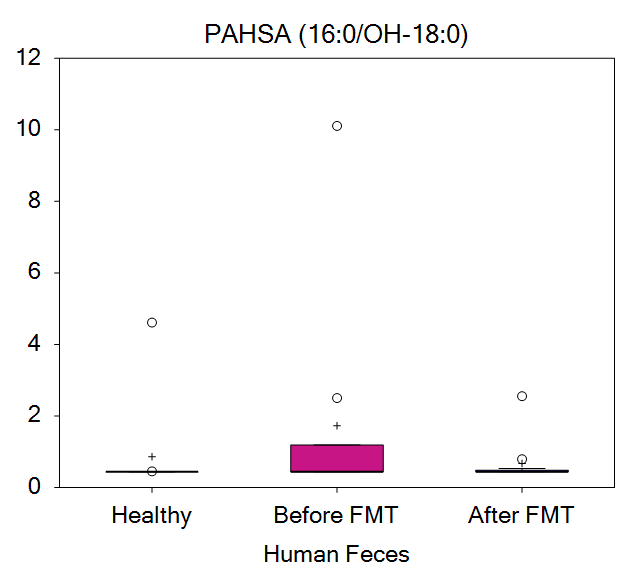 PAHSA (16:0/OH-18:0)
12
10
8
6
4
2
0
Healthy Before FMT After FMT
Human Feces